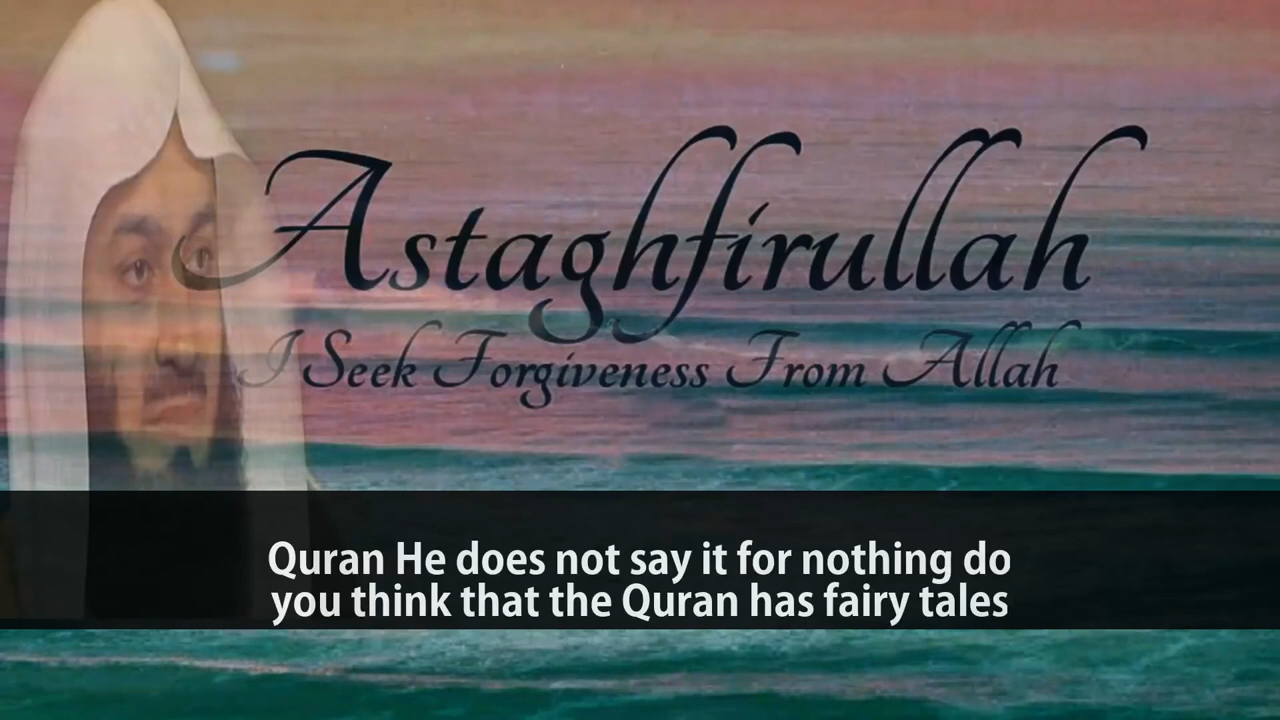 Astaghfirullah
I Seek Forgiveness From Allah
Quran He does not say it for nothing do
you think that the Quran has fairy tales